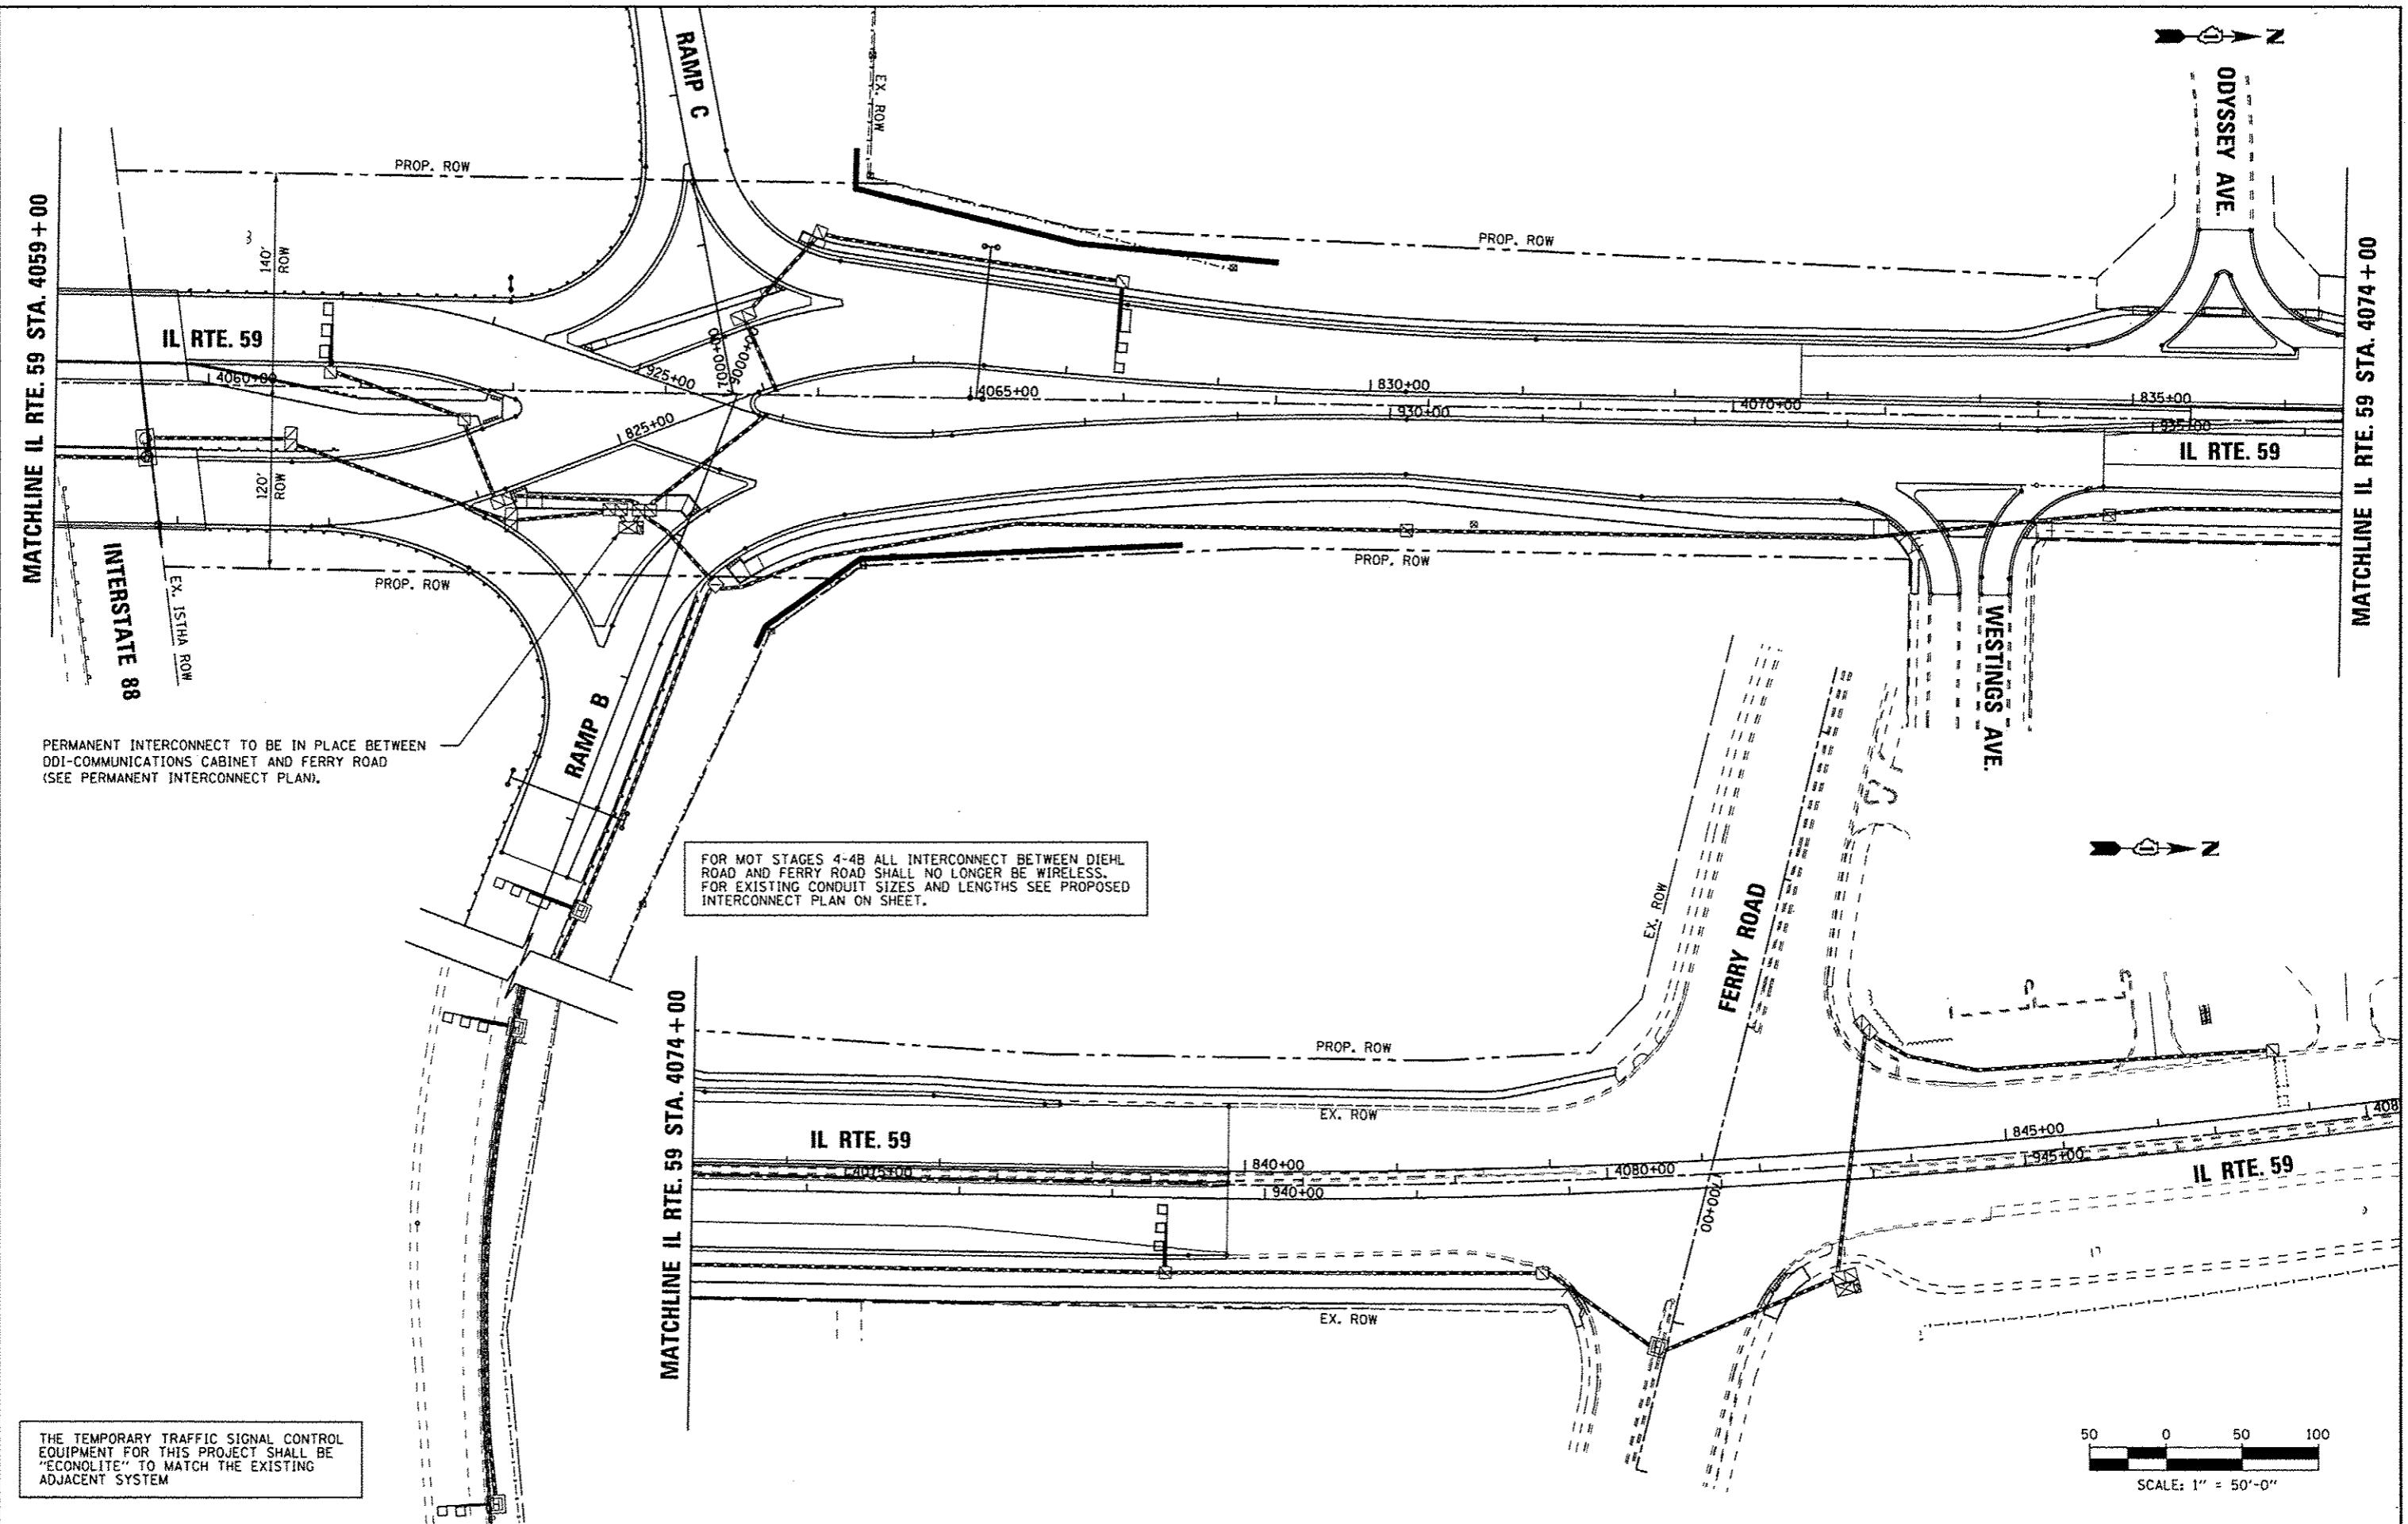 RAMP C
EX. ROW
N
ODYSSEY AVE.
PROP. ROW
140'
ROW
PROP. ROW
MATCHLINE IL RTE. 59 STA. 4059+00
MATCHLINE IL RTE. 59 STA. 4074+00
IL RTE. 59
4060+00
925+00
7000+00
9000+00
4065+00
830+00
930+00
4070+00
835+00
935+00
825+00
IL RTE. 59
120'
ROW
PROP. ROW
PROP. ROW
INTERSTATE 88
EX. ISTHA ROW
WESTINGS AVE.
RAMP B
PERMANENT INTERCONNECT TO BE IN PLACE BETWEEN
DDI-COMMUNICATIONS CABINET AND FERRY ROAD
(SEE PERMANENT INTERCONNECT PLAN).
FOR MOT STAGES 4-4B ALL INTERCONNECT BETWEEN DIEHL
ROAD AND FERRY ROAD SHALL NO LONGER BE WIRELESS.
FOR EXISTING CONDUIT SIZES AND LENGTHS SEE PROPOSED
INTERCONNECT PLAN ON SHEET.
N
EX. ROW
FERRY ROAD
MATCHLINE IL RTE. 59 STA. 4074+00
PROP. ROW
EX. ROW
IL RTE. 59
4075+00
840+00
940+00
4080+00
700+00
845+00
945+00
408
IL RTE. 59
EX. ROW
THE TEMPORARY TRAFFIC SIGNAL CONTROL
EQUIPMENT FOR THIS PROJECT SHALL BE
"ECONOLITE" TO MATCH THE EXISTING
ADJACENT SYSTEM
50 0 50 100
SCALE: 1" = 50'-0"